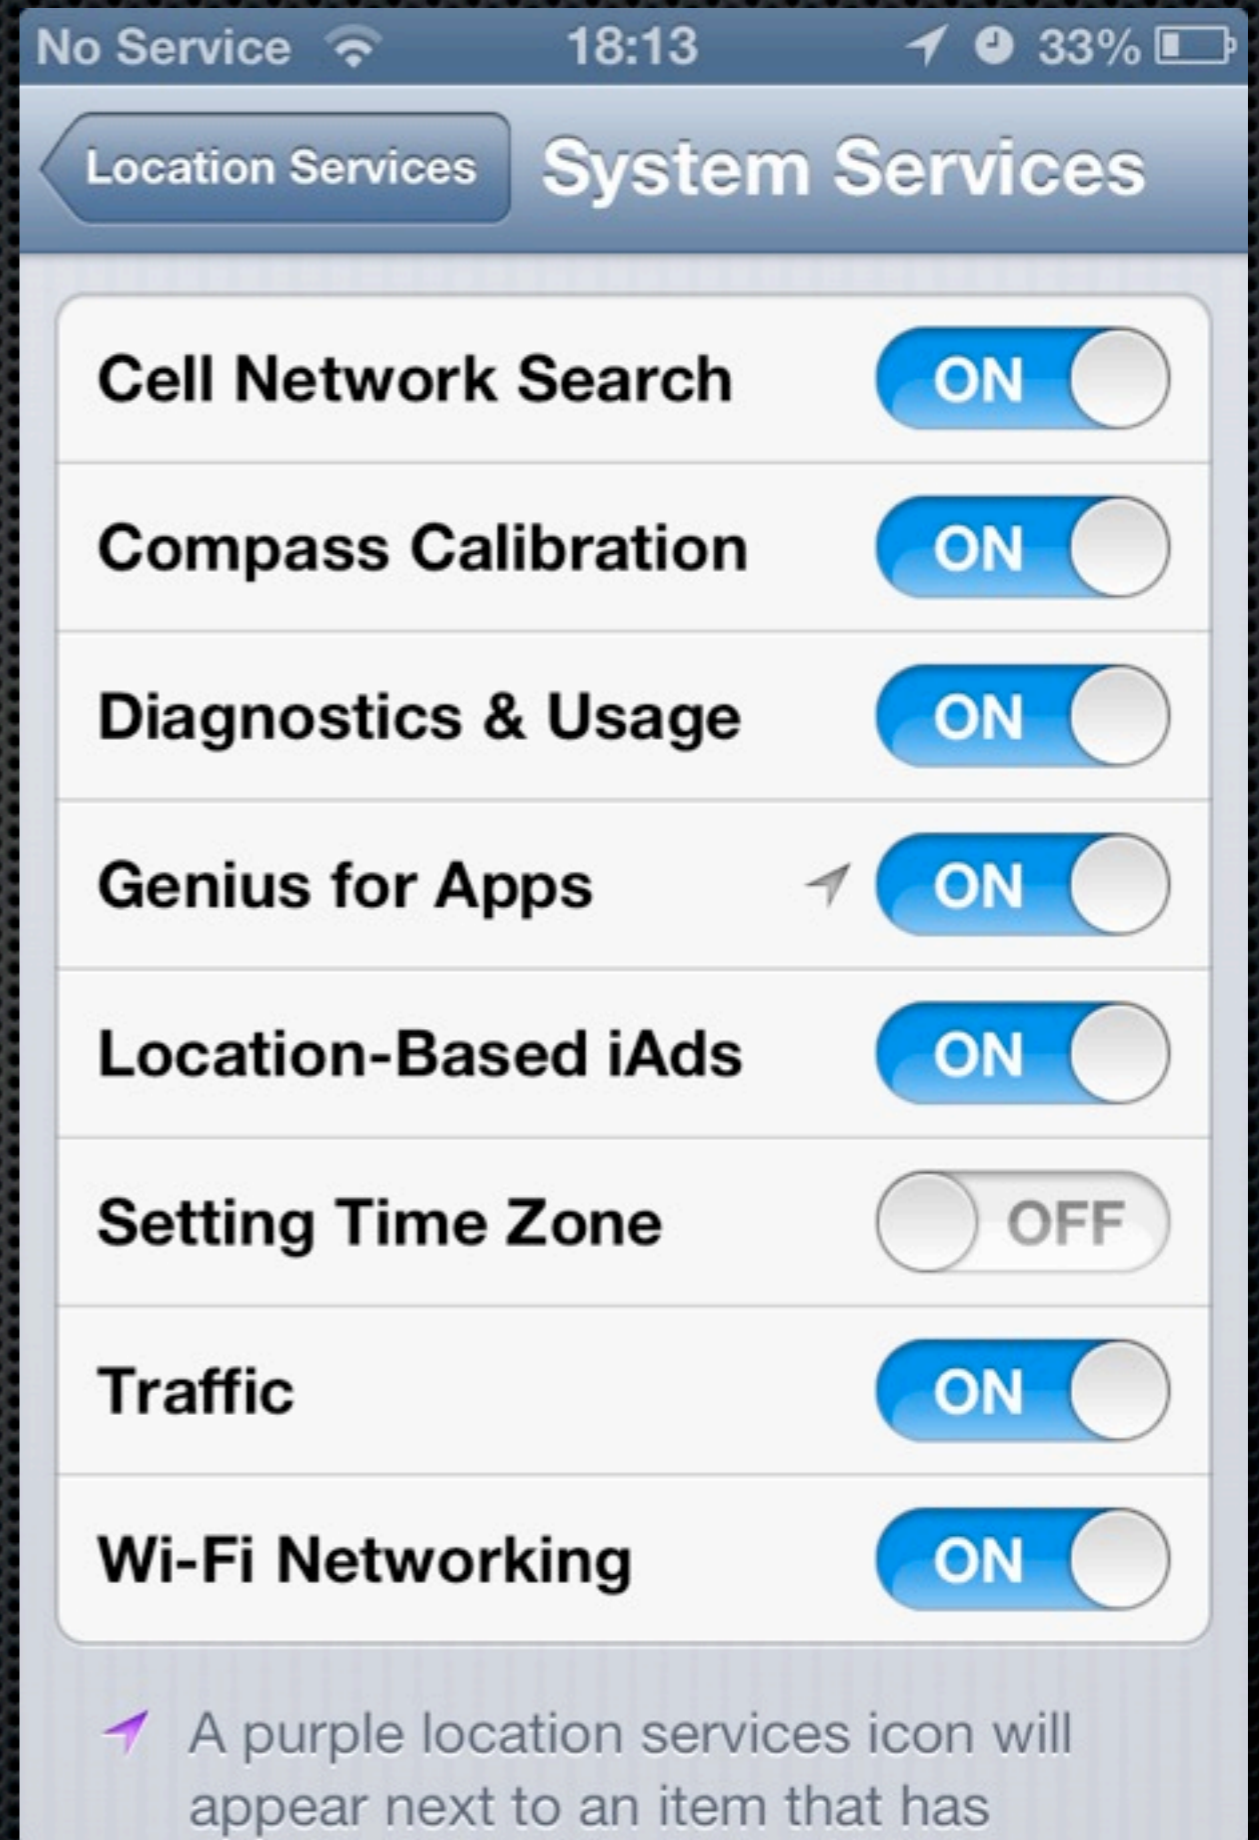 No Service 18:13 33%
Location Services System Services
Cell Network Search ON
Compass Calibration ON
Diagnostics & Usage ON
Genius for Apps ON
Location-Based iAds ON
Setting Time Zone OFF
Traffic ON
Wi-Fi Networking ON
A purple location services icon will
appear next to an item that has